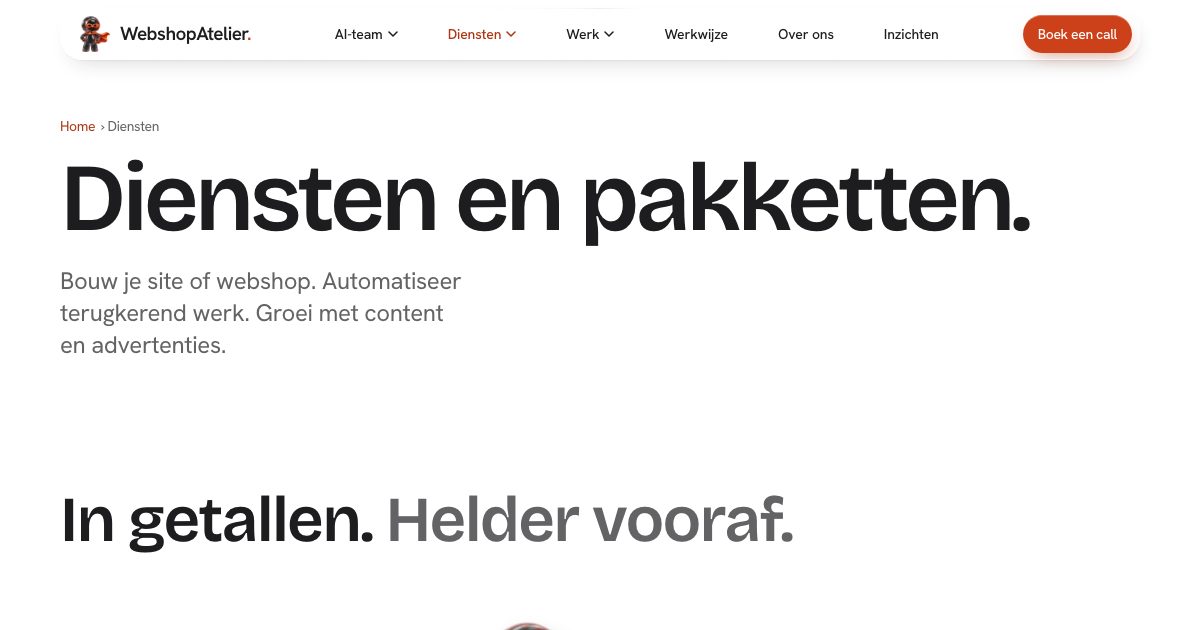 WebshopAtelier.
AI-team
Diensten
Werk
Werkwijze
Over ons
Inzichten
Boek een call
Home › Diensten
Diensten en pakketten.
Bouw je site of webshop. Automatiseer
terugkerend werk. Groei met content
en advertenties.
In getallen. Helder vooraf.